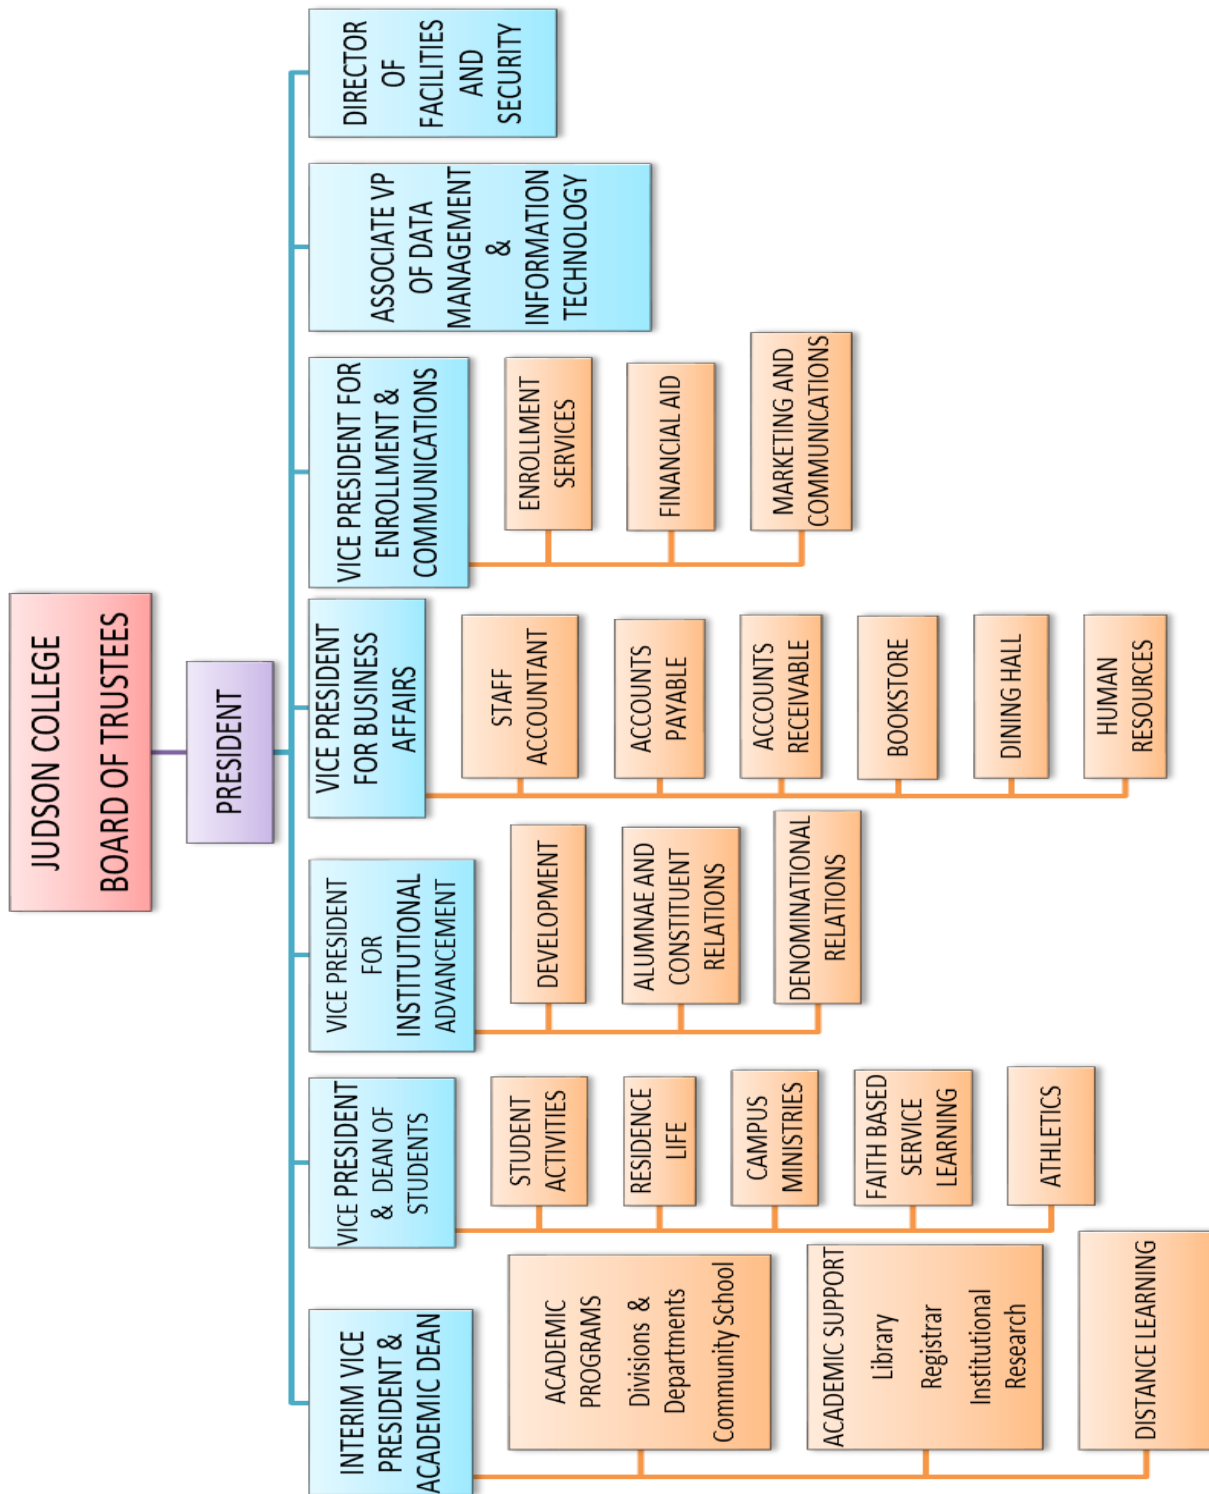 JUDSON COLLEGE
BOARD OF TRUSTEES
PRESIDENT
INTERIM VICE
PRESIDENT &
ACADEMIC DEAN
ACADEMIC
PROGRAMS
Divisions &
Departments
Community School
ACADEMIC SUPPORT
Library
Registrar
Institutional
Research
DISTANCE LEARNING
VICE PRESIDENT
& DEAN OF
STUDENTS
STUDENT
ACTIVITIES
RESIDENCE
LIFE
CAMPUS
MINISTRIES
FAITH BASED
SERVICE
LEARNING
ATHLETICS
VICE PRESIDENT
FOR
INSTITUTIONAL
ADVANCEMENT
DEVELOPMENT
ALUMNAE AND
CONSTITUENT
RELATIONS
DENOMINATIONAL
RELATIONS
VICE PRESIDENT
FOR BUSINESS
AFFAIRS
STAFF
ACCOUNTANT
ACCOUNTS
PAYABLE
ACCOUNTS
RECEIVABLE
BOOKSTORE
DINING HALL
HUMAN
RESOURCES
VICE PRESIDENT FOR
ENROLLMENT &
COMMUNICATIONS
ENROLLMENT
SERVICES
FINANCIAL AID
MARKETING AND
COMMUNICATIONS
ASSOCIATE VP
OF DATA
MANAGEMENT
&
INFORMATION
TECHNOLOGY
DIRECTOR
OF
FACILITIES
AND
SECURITY